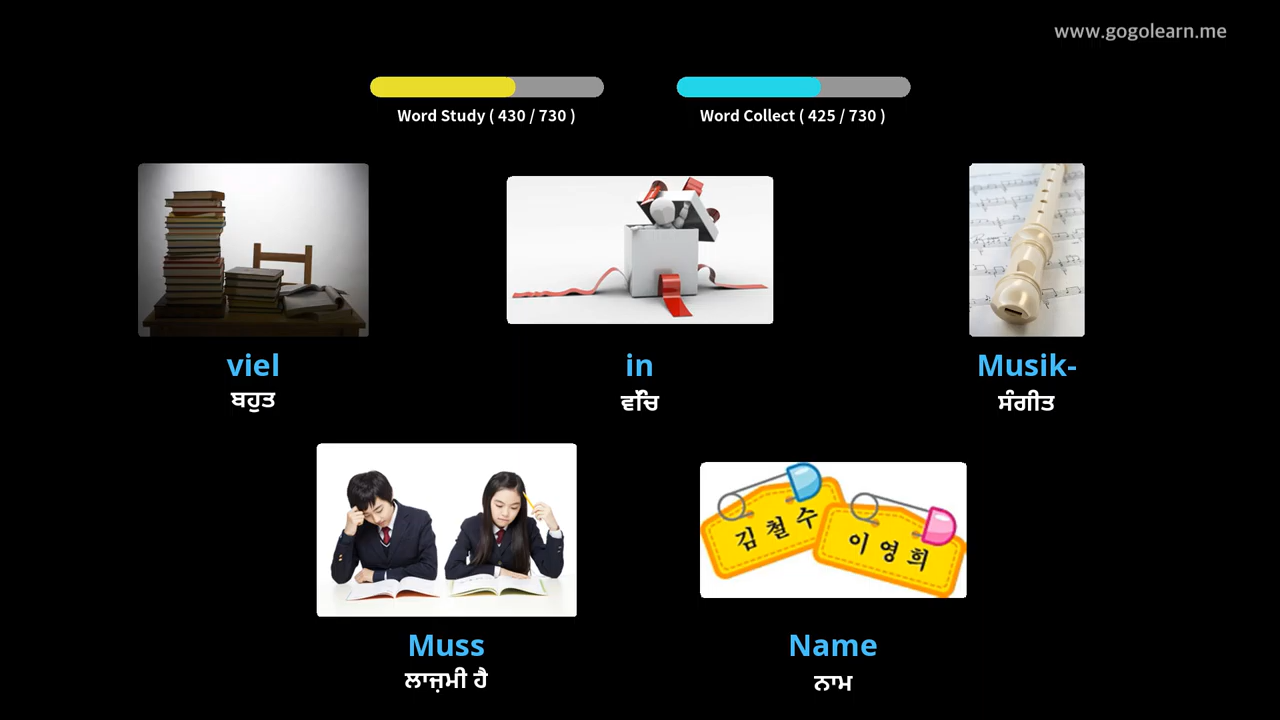 www.gogolearn.me
Word Study ( 430 / 730 )
Word Collect ( 425 / 730 )
viel
ਬਹੁਤ
in
ਵੱਿਚ
Musik-
ਸੰਗੀਤ
김철수
이영희
Muss
ਲਾਜ਼ਮੀ ਹੈ
Name
ਨਾਮ